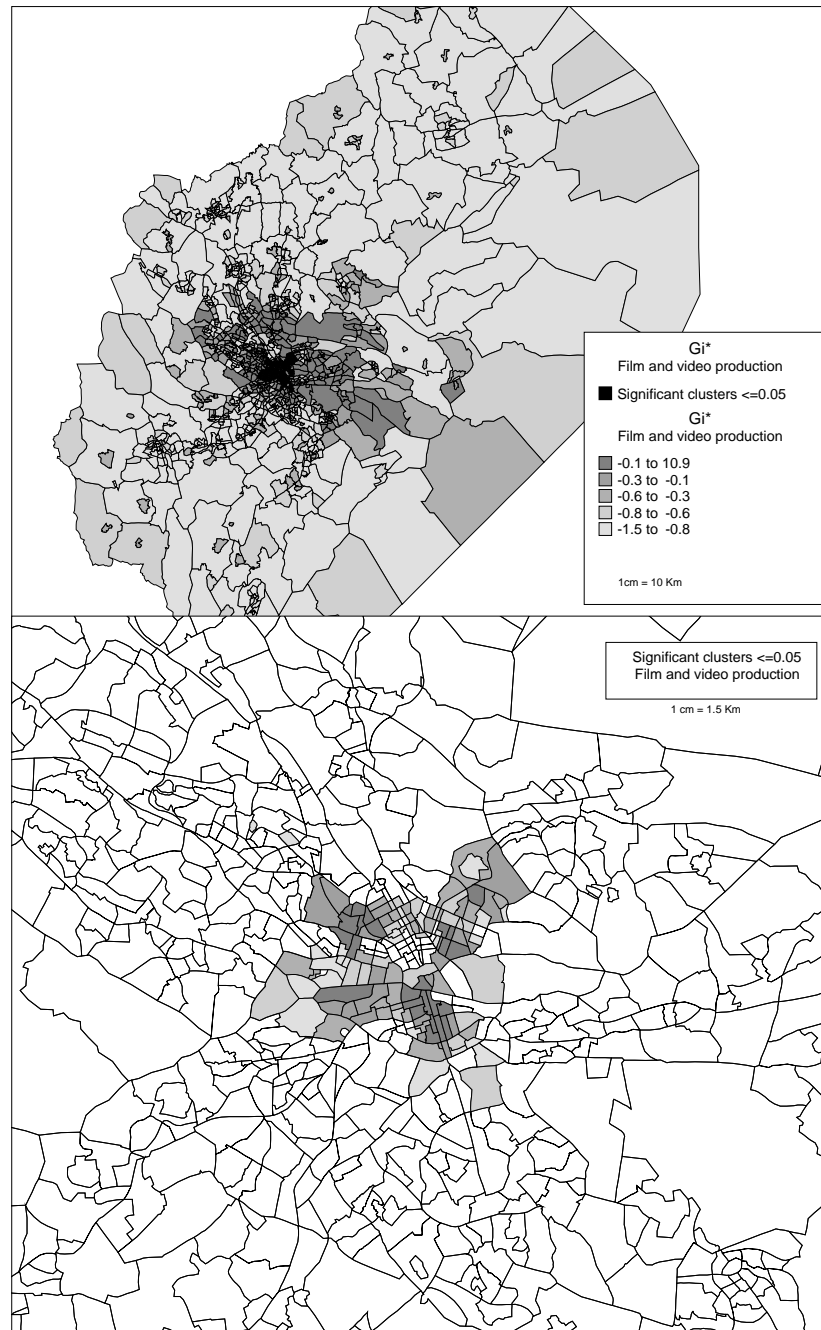 Gi*
Film and video production
Significant clusters <=0.05
Gi*
Film and video production
-0.1 to 10.9
-0.3 to -0.1
-0.6 to -0.3
-0.8 to -0.6
-1.5 to -0.8
1cm = 10 Km
Significant clusters <=0.05
Film and video production
1 cm = 1.5 Km